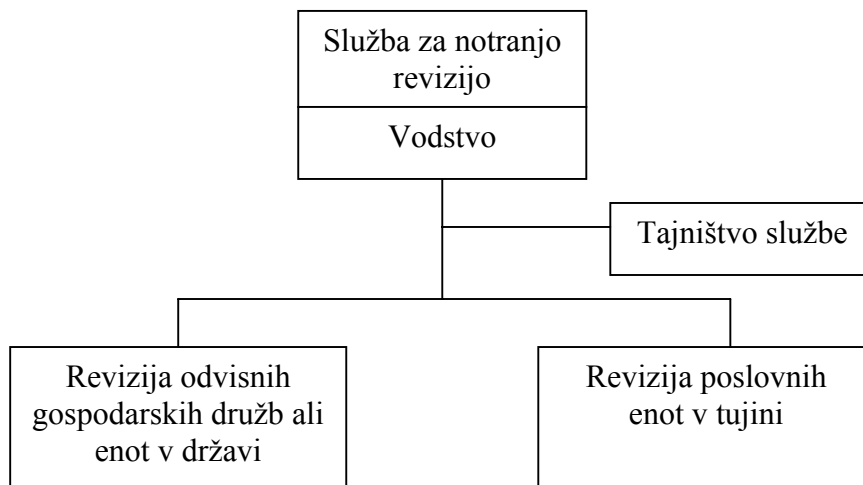 Služba za notranjo
revizijo
Vodstvo
Tajništvo službe
Revizija odvisnih
gospodarskih družb ali
enot v državi
Revizija poslovnih
enot v tujini